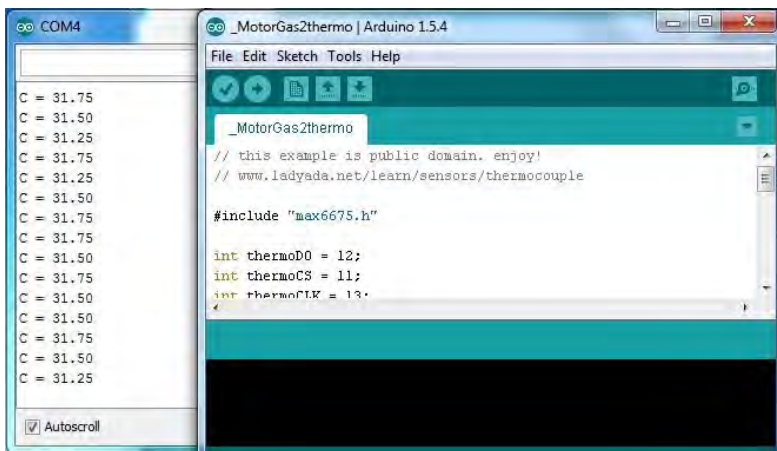 COM4
C = 31.75
C = 31.50
C = 31.25
C = 31.75
C = 31.25
C = 31.50
C = 31.75
C = 31.75
C = 31.50
C = 31.75
C = 31.50
C = 31.50
C = 31.75
C = 31.50
C = 31.25
Autoscroll
_MotorGas2thermo | Arduino 1.5.4
File Edit Sketch Tools Help
_MotorGas2thermo
// this example is public domain. enjoy!
// www.ladyada.net/learn/sensors/thermocouple
#include "max6675.h"
int thermoDO = 12;
int thermoCS = 11;
int thermoCLK = 13;